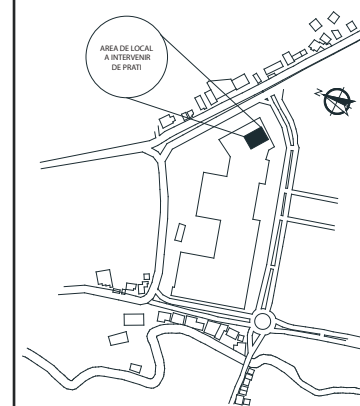 AREA DE LOCAL
A INTERVENIR
DE PRATI
N